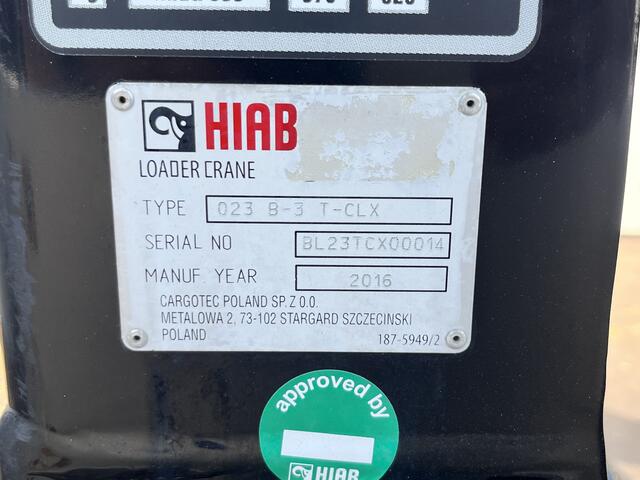 HIAB
LOADER CRANE
TYPE 023 B-3 T-CLX
SERIAL NO BL23TCX00014
MANUF. YEAR 2016
CARGOTEC POLAND SP. Z O.O.
METALOWA 2, 73-102 STARGARD SZCZECINSKI
POLAND 187-5949/2
approved by
HIAB